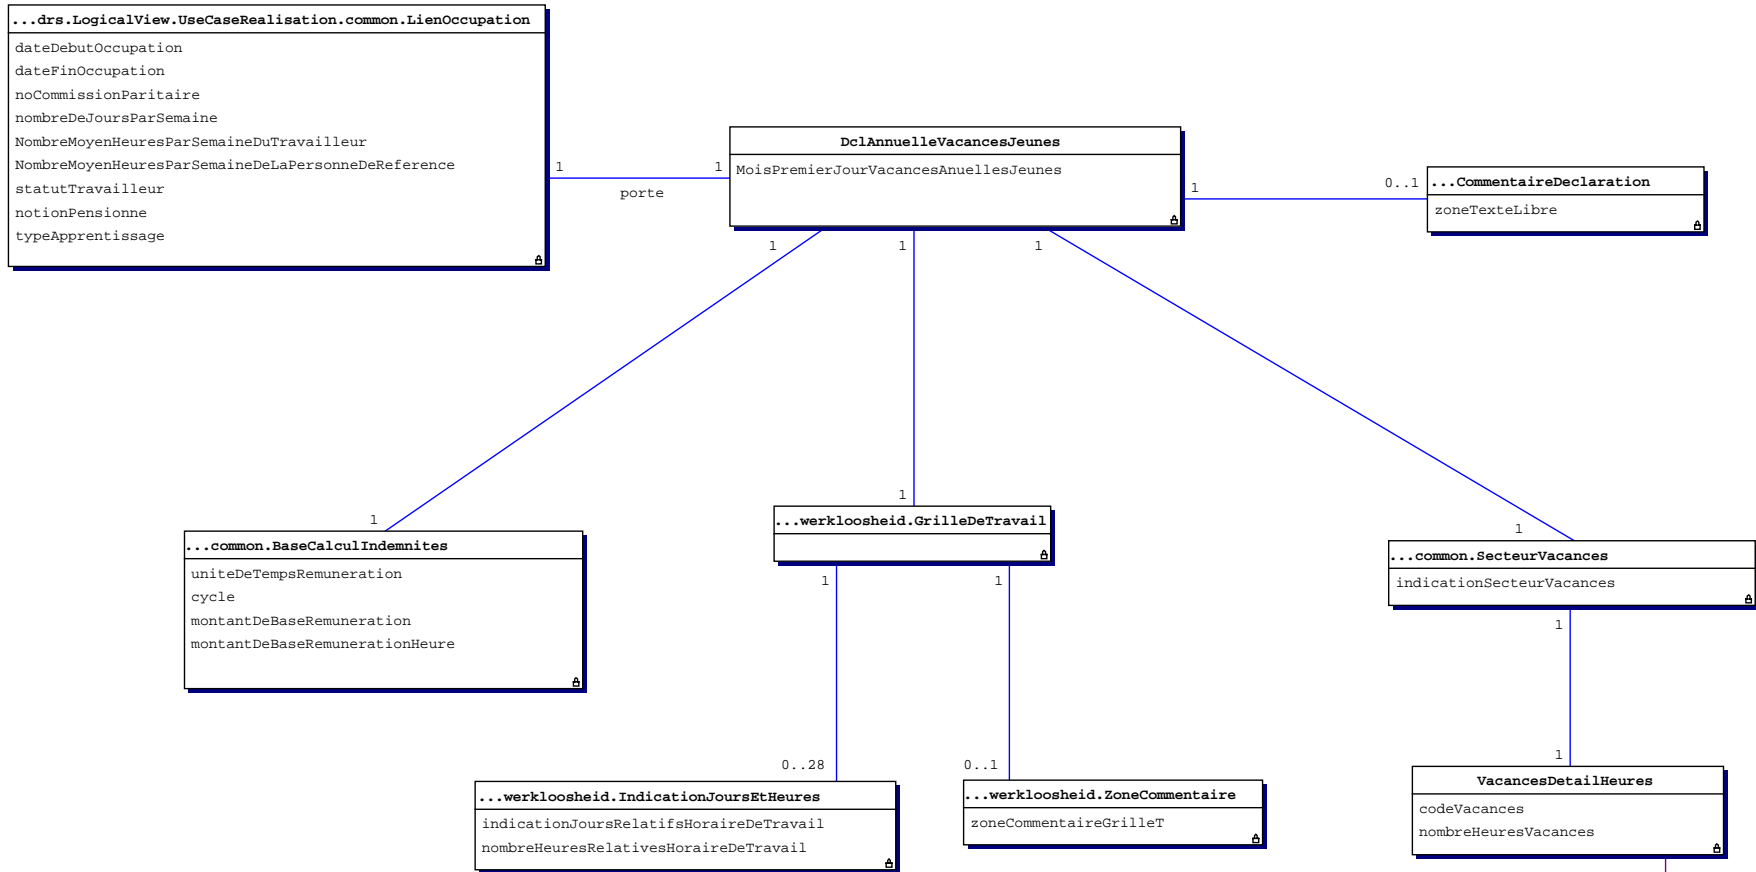 ...drs.LogicalView.UseCaseRealisation.common.LienOccupation
dateDebutOccupation
dateFinOccupation
noCommissionParitaire
nombreDeJoursParSemaine
NombreMoyenHeuresParSemaineDuTravailleur
NombreMoyenHeuresParSemaineDeLaPersonneDeReference
statutTravailleur
notionPensionne
typeApprentissage
1
1
porte
DclAnnuelleVacancesJeunes
MoisPremierJourVacancesAnuellesJeunes
1
0..1
...CommentaireDeclaration
zoneTexteLibre
1
1
1
1
1
1
...common.BaseCalculIndemnites
uniteDeTempsRemuneration
cycle
montantDeBaseRemuneration
montantDeBaseRemunerationHeure
...werkloosheid.GrilleDeTravail
...common.SecteurVacances
indicationSecteurVacances
1
1
1
0..28
0..1
1
...werkloosheid.IndicationJoursEtHeures
indicationJoursRelatifsHoraireDeTravail
nombreHeuresRelativesHoraireDeTravail
...werkloosheid.ZoneCommentaire
zoneCommentaireGrilleT
VacancesDetailHeures
codeVacances
nombreHeuresVacances